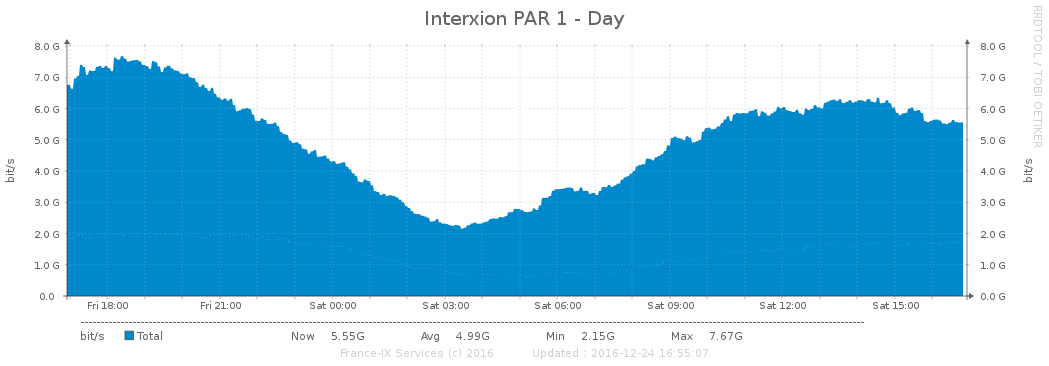 Interxion PAR 1 - Day
RRDTOOL / TOBI OETIKER
8.0 G 8.0 G
7.0 G 7.0 G
6.0 G 6.0 G
5.0 G 5.0 G
4.0 G 4.0 G
3.0 G 3.0 G
2.0 G 2.0 G
1.0 G 1.0 G
0.0 0.0 G
bit/s bit/s
Fri 18:00 Fri 21:00 Sat 00:00 Sat 03:00 Sat 06:00 Sat 09:00 Sat 12:00 Sat 15:00
bit/s Total Now 5.55G Avg 4.99G Min 2.15G Max 7.67G
France-IX Services (c) 2016 Updated : 2016-12-24 16:55:07